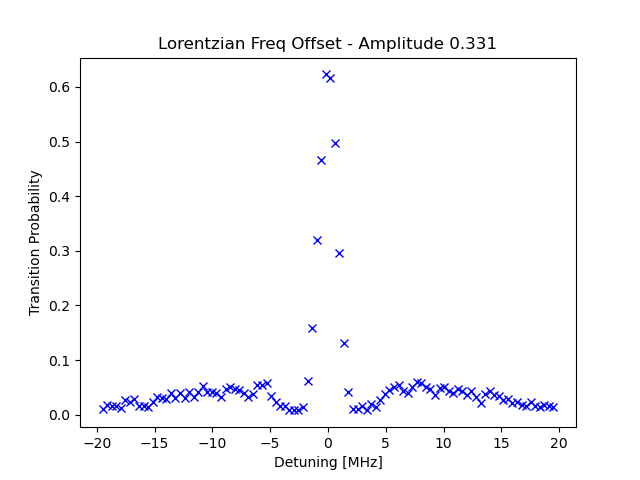 Lorentzian Freq Offset - Amplitude 0.331
Transition Probability
0.6
0.5
0.4
0.3
0.2
0.1
0.0
−20 −15 −10 −5 0 5 10 15 20
Detuning [MHz]